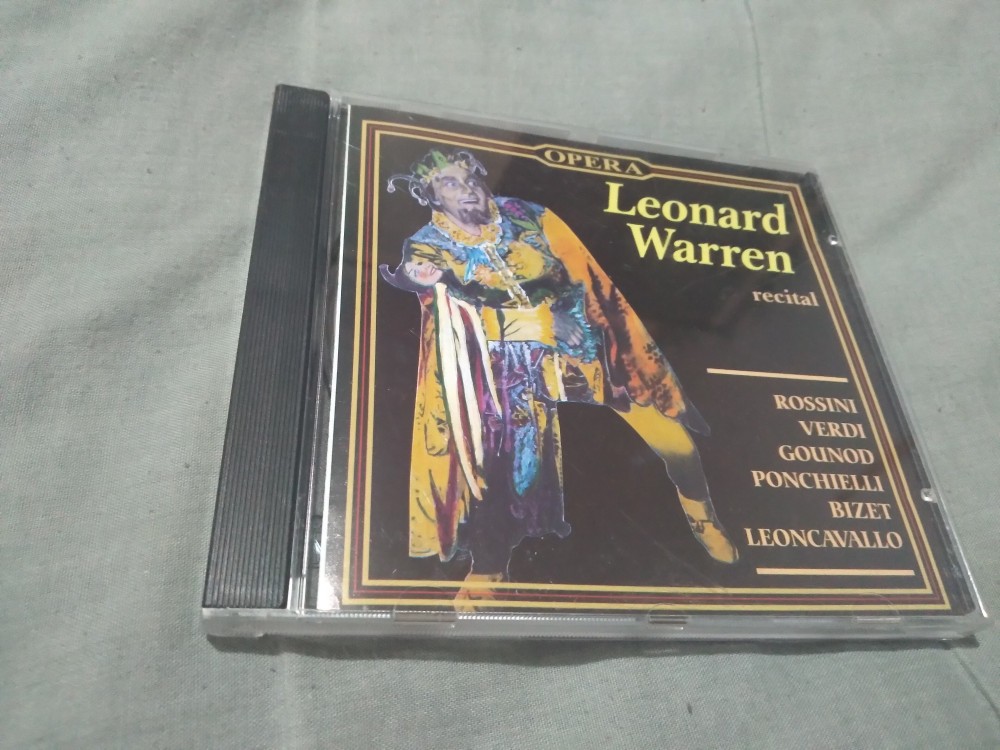 OPERA
Leonard
Warren
recital
ROSSINI
VERDI
GOUNOD
PONCHIELLI
BIZET
LEONCAVALLO